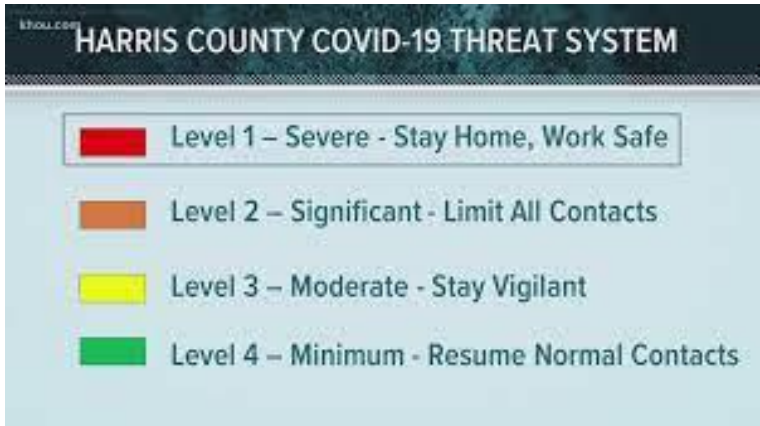 khou.com
HARRIS COUNTY COVID-19 THREAT SYSTEM
Level 1 – Severe - Stay Home, Work Safe
Level 2 – Significant - Limit All Contacts
Level 3 – Moderate - Stay Vigilant
Level 4 – Minimum - Resume Normal Contacts